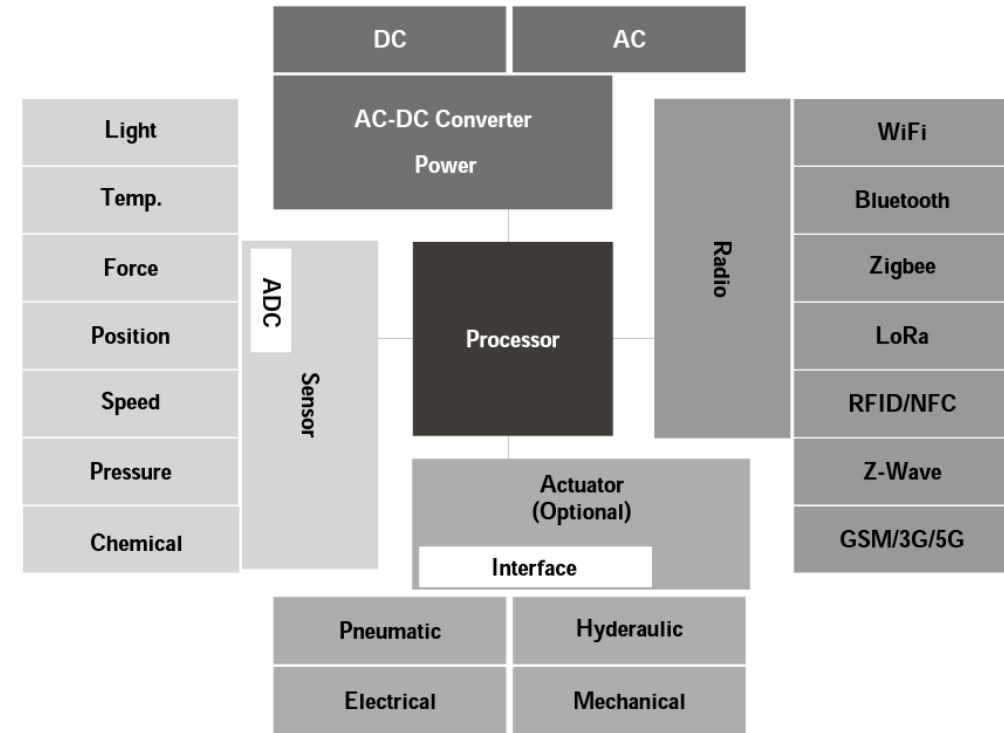 DC
AC
AC-DC Converter
Power
Light
Temp.
Force
Position
Speed
Pressure
Chemical
ADC
Sensor
Processor
Radio
WiFi
Bluetooth
Zigbee
LoRa
RFID/NFC
Z-Wave
GSM/3G/5G
Actuator
(Optional)
Interface
Pneumatic
Hyderaulic
Electrical
Mechanical